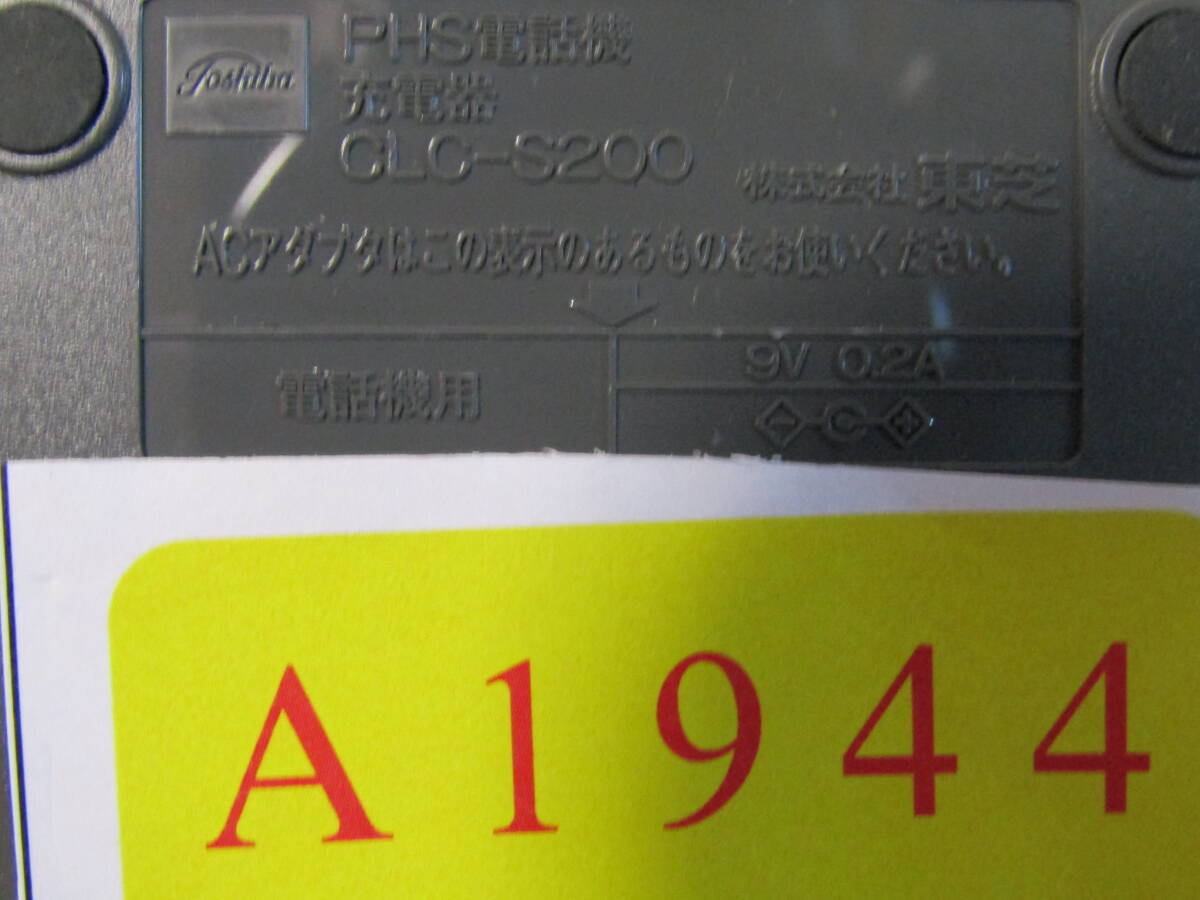 Toshiba
PHS電話機
充電器
CLC-S200
株式会社 東芝
ACアダプタはこの表示のあるものをお使いください。
電話機用
9V 0.2A
- C +
A1944